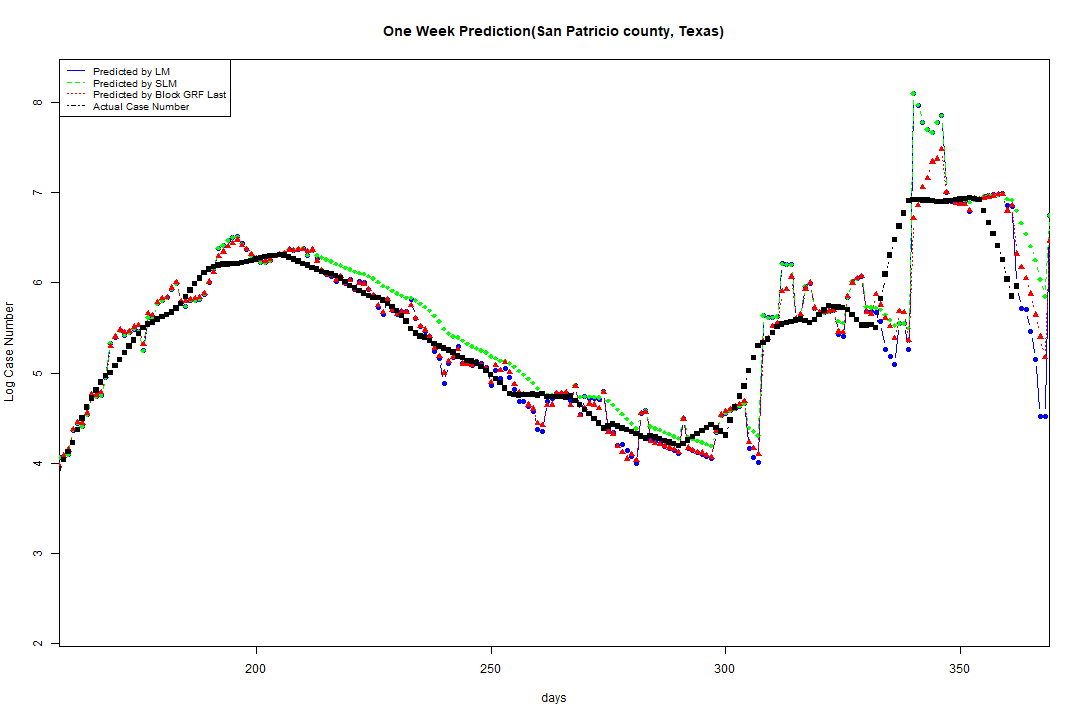 One Week Prediction(San Patricio county, Texas)
Predicted by LM
Predicted by SLM
Predicted by Block GRF Last
Actual Case Number
8
7
6
5
4
3
2
Log Case Number
200 250 300 350
days